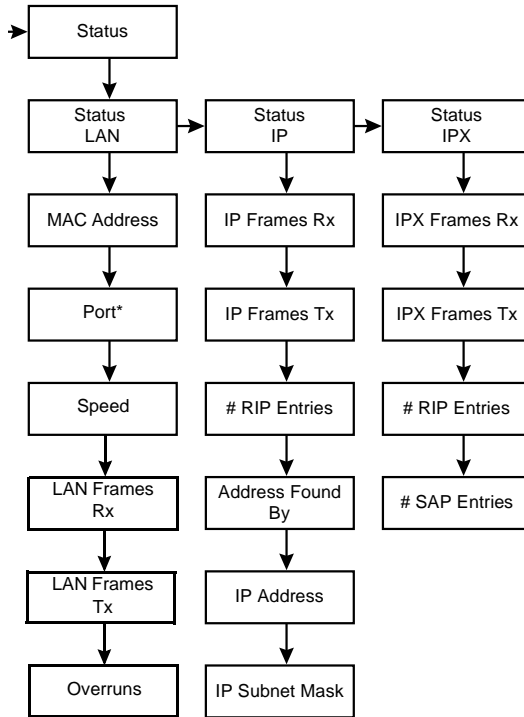 Status
Status
LAN
MAC Address
Port*
Speed
LAN Frames
Rx
LAN Frames
Tx
Overruns
Status
IP
IP Frames Rx
IP Frames Tx
# RIP Entries
Address Found
By
IP Address
IP Subnet Mask
Status
IPX
IPX Frames Rx
IPX Frames Tx
# RIP Entries
# SAP Entries